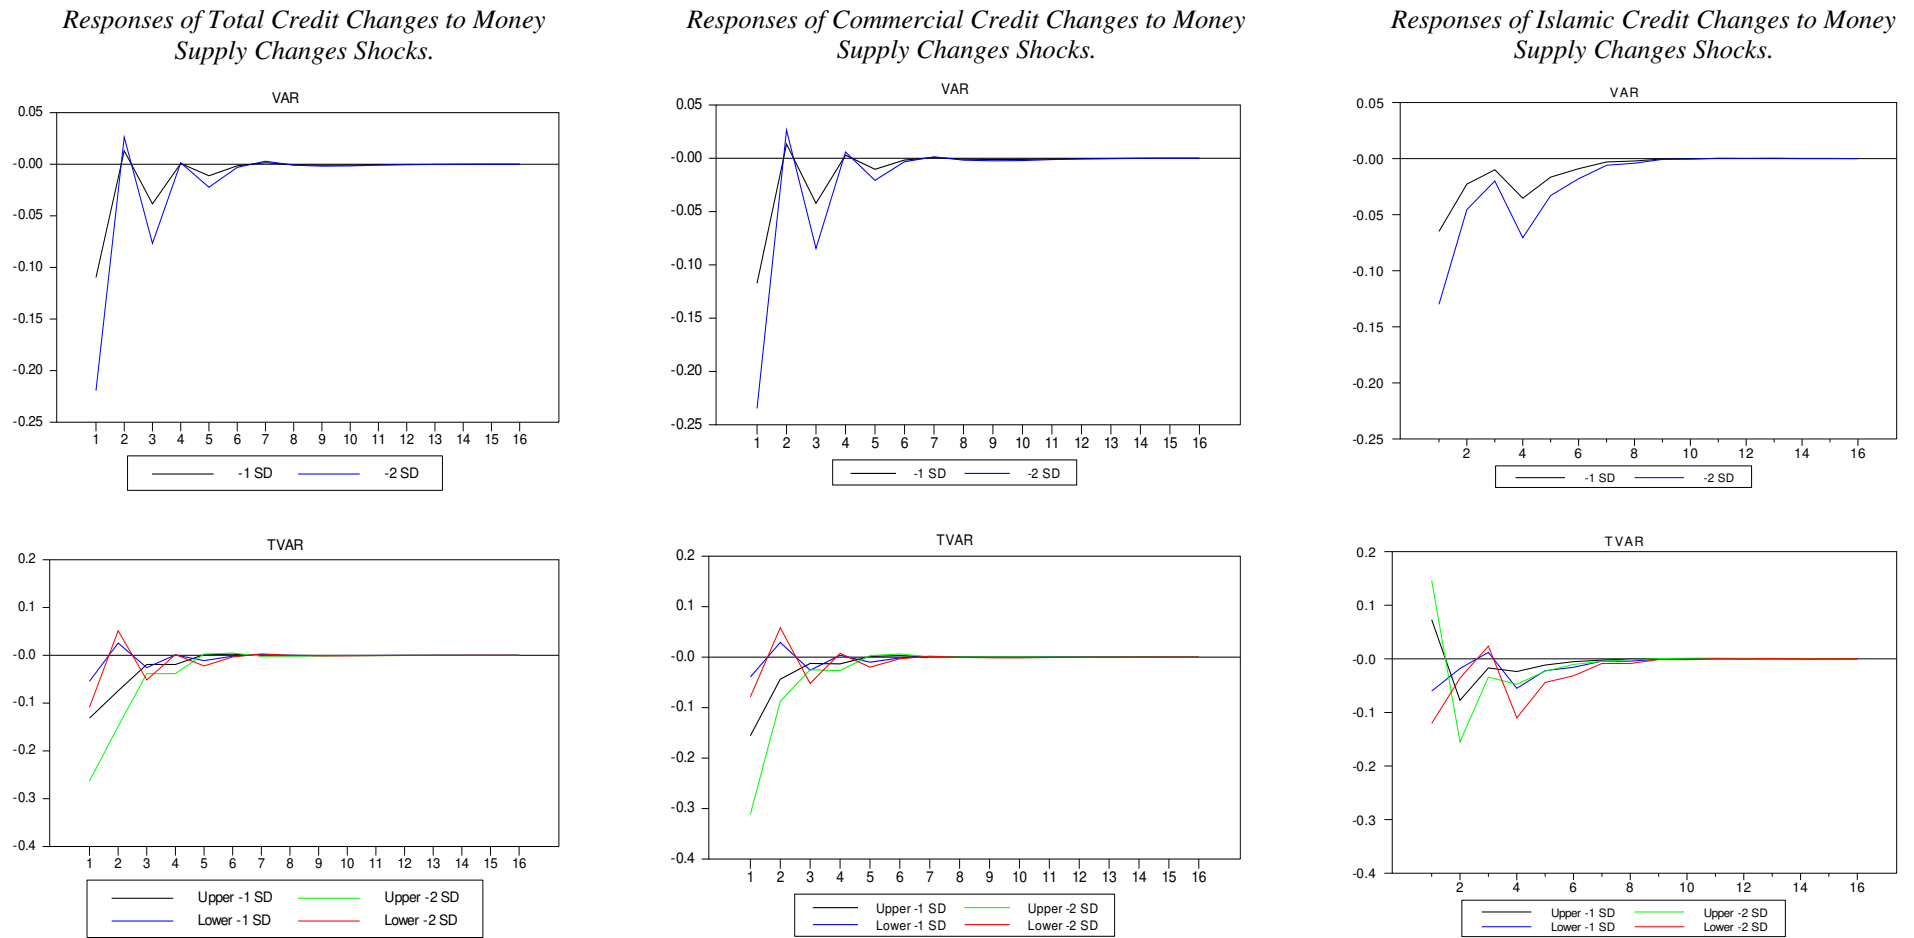 Responses of Total Credit Changes to Money
Supply Changes Shocks.
VAR
0.05
-0.00
-0.05
-0.10
-0.15
-0.20
-0.25
1 2 3 4 5 6 7 8 9 10 11 12 13 14 15 16
-1 SD -2 SD
TVAR
0.2
0.1
-0.0
-0.1
-0.2
-0.3
-0.4
1 2 3 4 5 6 7 8 9 10 11 12 13 14 15 16
Upper -1 SD Upper -2 SD
Lower -1 SD Lower -2 SD
Responses of Commercial Credit Changes to Money
Supply Changes Shocks.
VAR
0.05
-0.00
-0.05
-0.10
-0.15
-0.20
-0.25
1 2 3 4 5 6 7 8 9 10 11 12 13 14 15 16
-1 SD -2 SD
TVAR
0.2
0.1
-0.0
-0.1
-0.2
-0.3
-0.4
1 2 3 4 5 6 7 8 9 10 11 12 13 14 15 16
Upper -1 SD Upper -2 SD
Lower -1 SD Lower -2 SD
Responses of Islamic Credit Changes to Money
Supply Changes Shocks.
VAR
0.05
-0.00
-0.05
-0.10
-0.15
-0.20
-0.25
2 4 6 8 10 12 14 16
-1 SD -2 SD
TVAR
0.2
0.1
-0.0
-0.1
-0.2
-0.3
-0.4
2 4 6 8 10 12 14 16
Upper -1 SD Upper -2 SD
Lower -1 SD Lower -2 SD